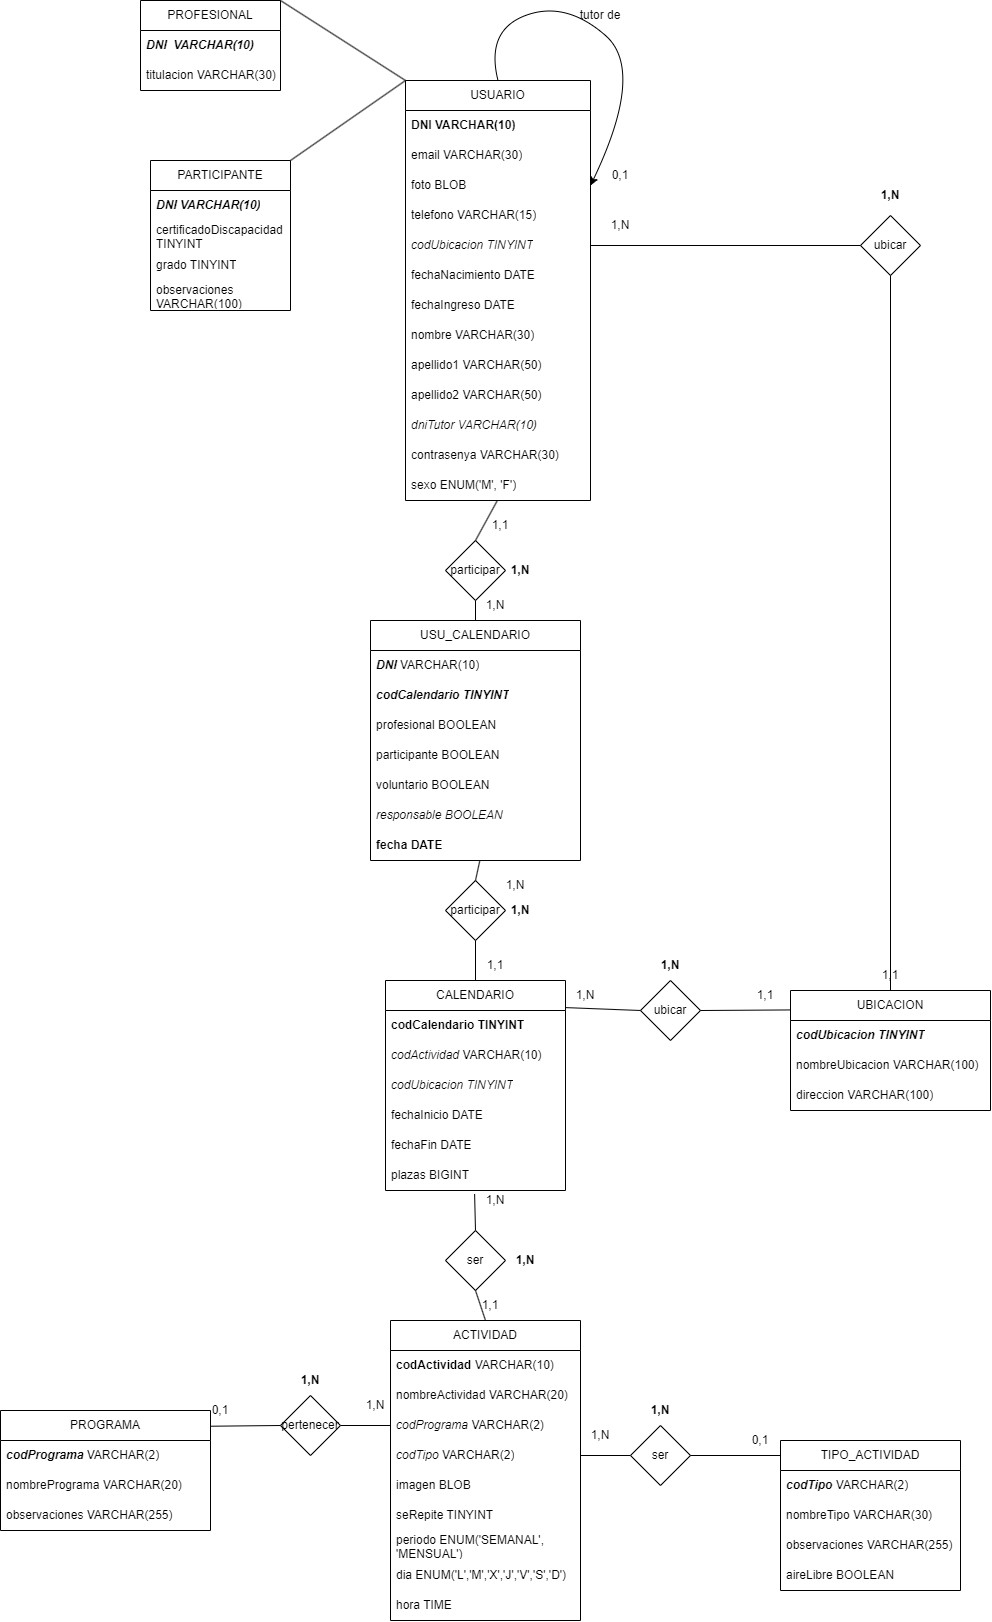 PROFESIONAL
DNI VARCHAR(10)
titulacion VARCHAR(30)
tutor de
USUARIO
DNI VARCHAR(10)
email VARCHAR(30)
foto BLOB
telefono VARCHAR(15)
codUbicacion TINYINT
fechaNacimiento DATE
fechaIngreso DATE
nombre VARCHAR(30)
apellido1 VARCHAR(50)
apellido2 VARCHAR(50)
dniTutor VARCHAR(10)
contrasenya VARCHAR(30)
sexo ENUM('M', 'F')
0,1
1,N
1,N
ubicar
PARTICIPANTE
DNI VARCHAR(10)
certificadoDiscapacidad
TINYINT
grado TINYINT
observaciones
VARCHAR(100)
1,1
participar
1,N
1,N
USU_CALENDARIO
DNI VARCHAR(10)
codCalendario TINYINT
profesional BOOLEAN
participante BOOLEAN
voluntario BOOLEAN
responsable BOOLEAN
fecha DATE
1,N
participar
1,N
1,1
CALENDARIO
codCalendario TINYINT
codActividad VARCHAR(10)
codUbicacion TINYINT
fechaInicio DATE
fechaFin DATE
plazas BIGINT
1,N
1,N
ubicar
1,1
1,1
UBICACION
codUbicacion TINYINT
nombreUbicacion VARCHAR(100)
direccion VARCHAR(100)
1,N
ser
1,N
1,1
ACTIVIDAD
codActividad VARCHAR(10)
nombreActividad VARCHAR(20)
codPrograma VARCHAR(2)
codTipo VARCHAR(2)
imagen BLOB
seRepite TINYINT
periodo ENUM('SEMANAL',
'MENSUAL')
dia ENUM('L','M','X','J','V','S','D')
hora TIME
1,N
0,1
pertenecer
1,N
PROGRAMA
codPrograma VARCHAR(2)
nombrePrograma VARCHAR(20)
observaciones VARCHAR(255)
1,N
1,N
ser
0,1
TIPO_ACTIVIDAD
codTipo VARCHAR(2)
nombreTipo VARCHAR(30)
observaciones VARCHAR(255)
aireLibre BOOLEAN